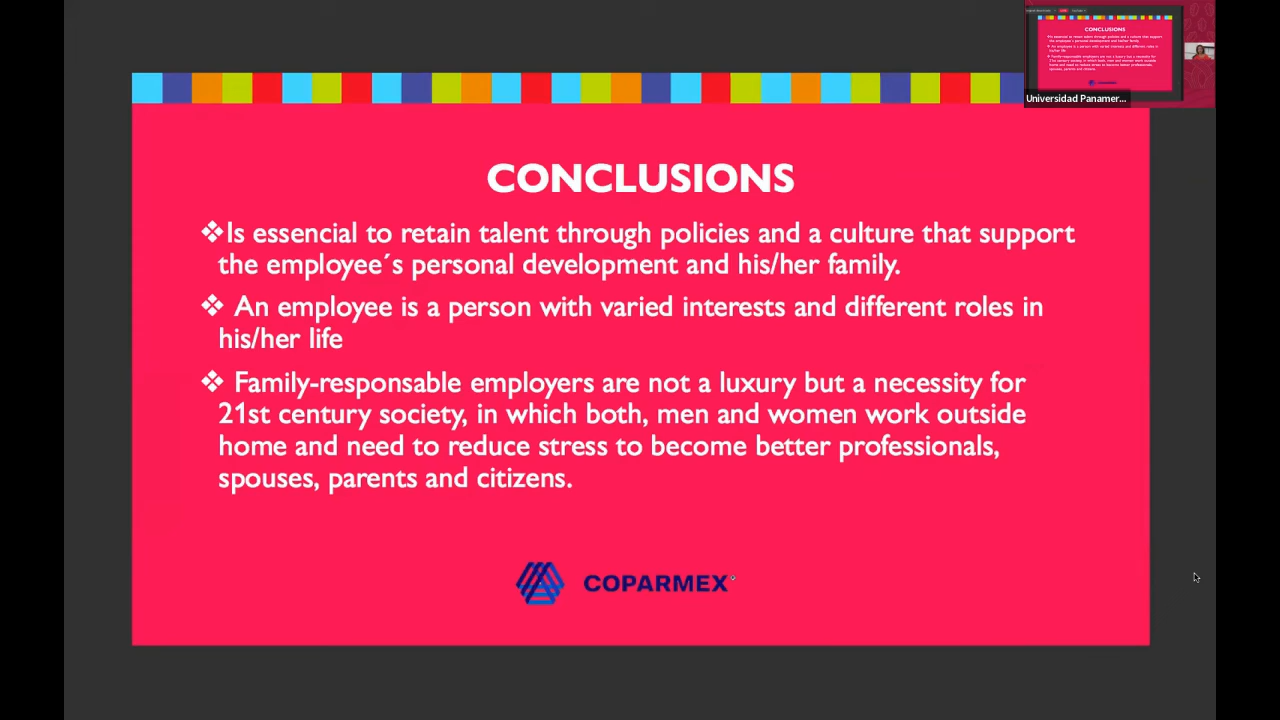 CONCLUSIONS
❖Is essencial to retain talent through policies and a culture that support
the employee´s personal development and his/her family.
❖ An employee is a person with varied interests and different roles in
his/her life
❖ Family-responsable employers are not a luxury but a necessity for
21st century society, in which both, men and women work outside
home and need to reduce stress to become better professionals,
spouses, parents and citizens.
COPARMEX
CONCLUSIONS
Universidad Panamer...